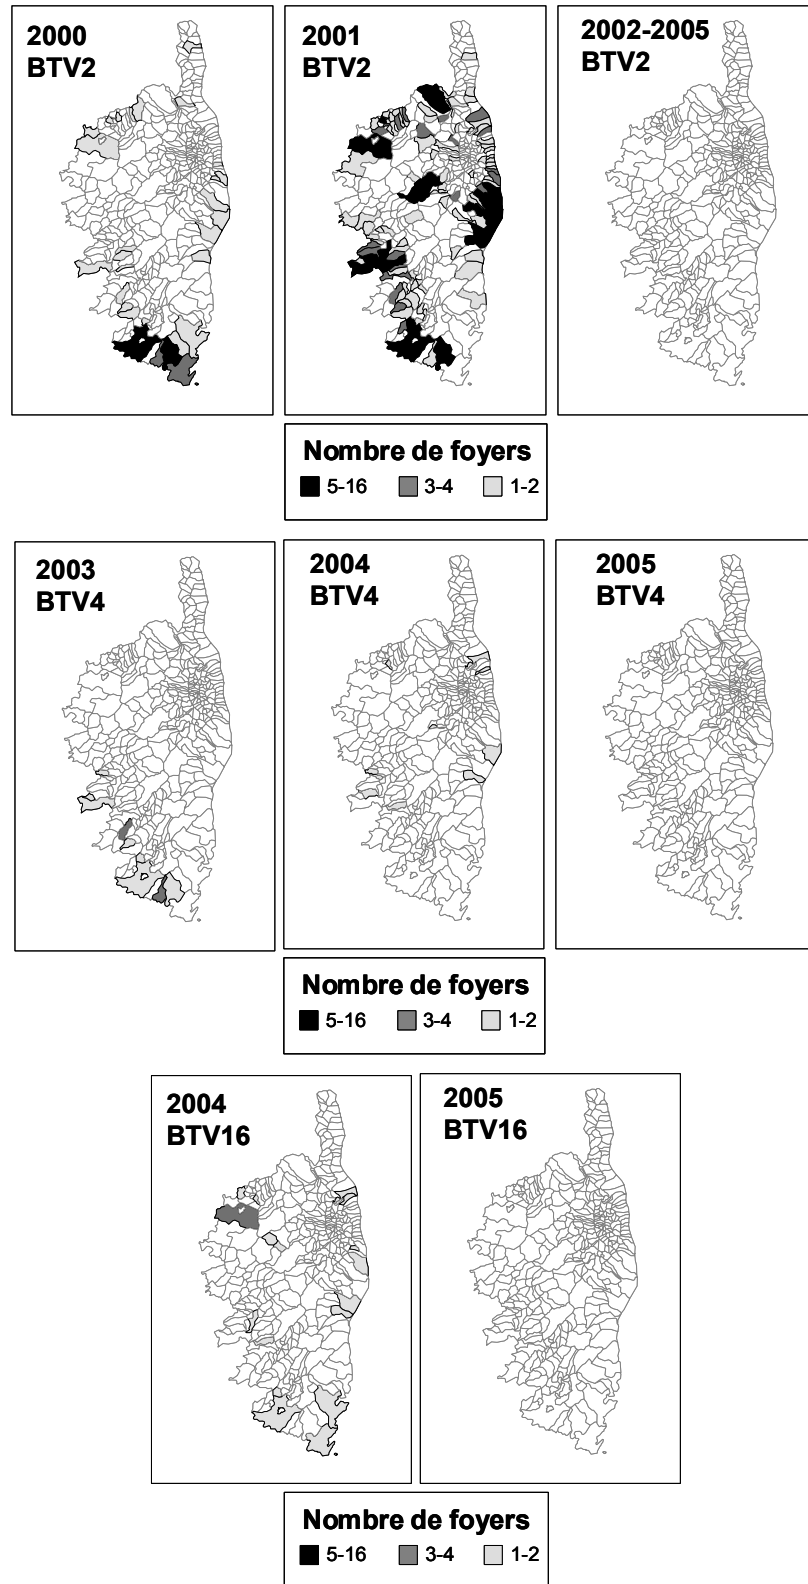 2000
BTV2
2001
BTV2
2002-2005
BTV2
Nombre de foyers
5-16 3-4 1-2
2003
BTV4
2004
BTV4
2005
BTV4
Nombre de foyers
5-16 3-4 1-2
2004
BTV16
2005
BTV16
Nombre de foyers
5-16 3-4 1-2